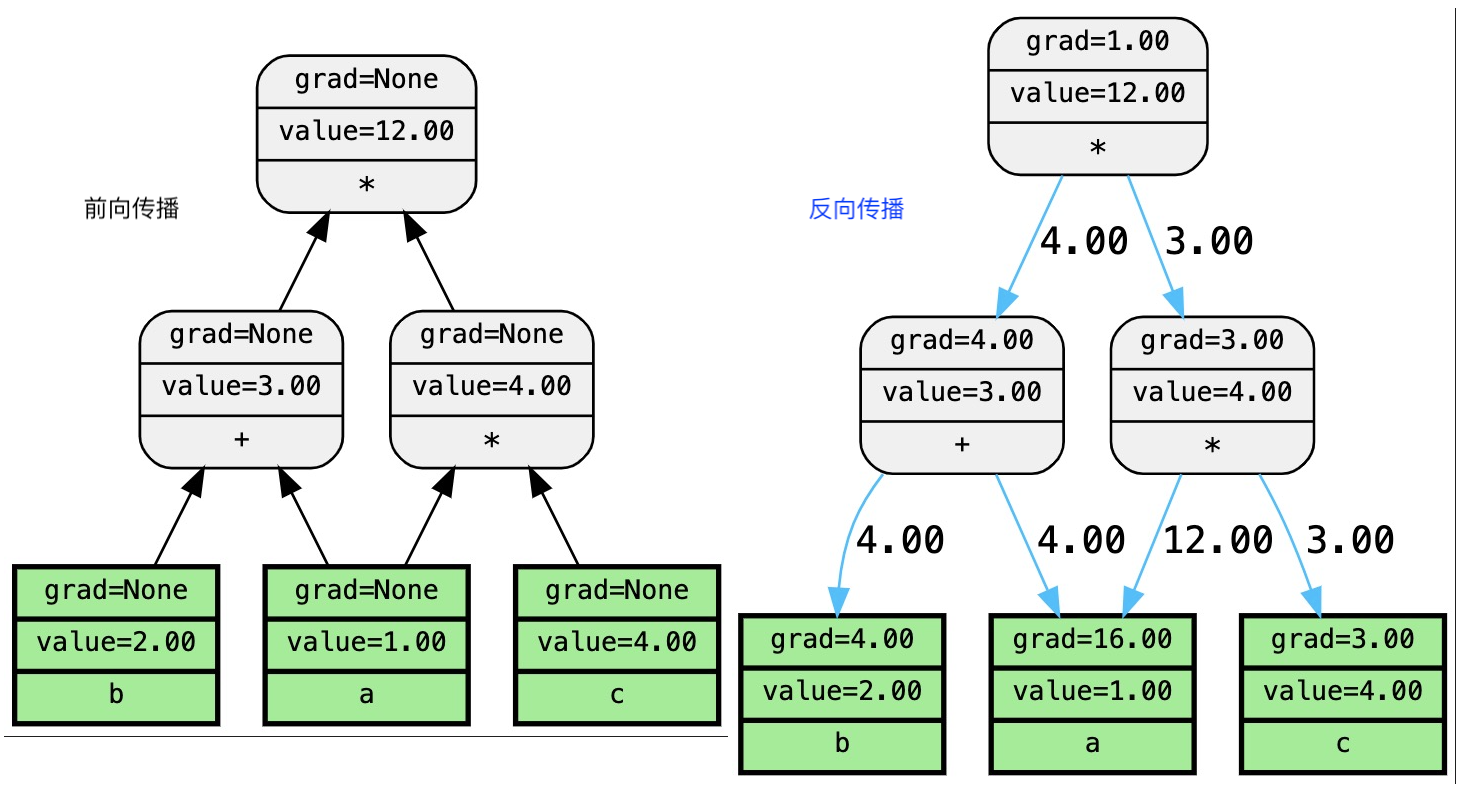 grad=None
value=12.00
*
前向传播
grad=None
value=3.00
+
grad=None
value=4.00
*
grad=None
value=2.00
b
grad=None
value=1.00
a
grad=None
value=4.00
c
grad=1.00
value=12.00
*
反向传播
4.00
3.00
grad=4.00
value=3.00
+
grad=3.00
value=4.00
*
4.00
4.00
12.00
3.00
grad=4.00
value=2.00
b
grad=16.00
value=1.00
a
grad=3.00
value=4.00
c